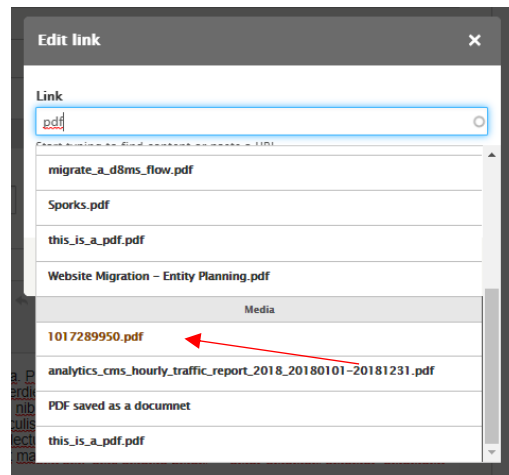 Edit link
×
Link
pdf
Start typing to find content or paste a URL
migrate_a_d8ms_flow.pdf
Sporks.pdf
this_is_a_pdf.pdf
Website Migration – Entity Planning.pdf
Media
1017289950.pdf
analytics_cms_hourly_traffic_report_2018_20180101-20181231.pdf
PDF saved as a documnet
this_is_a_pdf.pdf